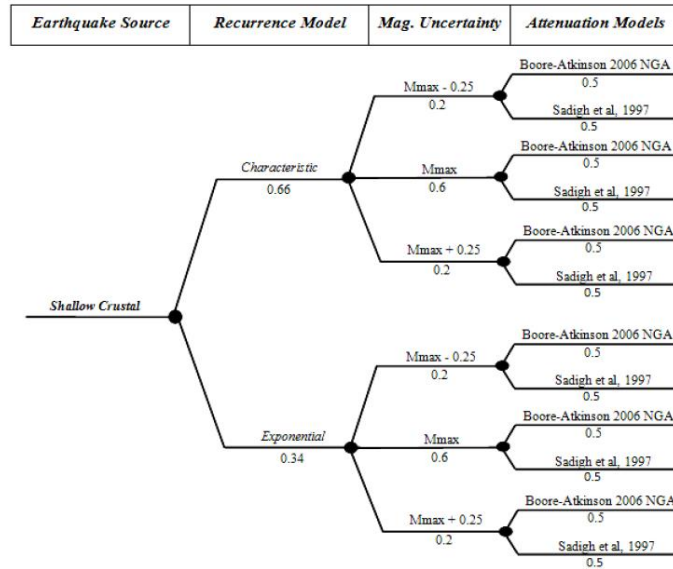 Earthquake Source Recurrence Model Mag. Uncertainty Attenuation Models
Boore-Atkinson 2006 NGA
0.5
Mmax - 0.25
0.2
Sadigh et al, 1997
0.5
Boore-Atkinson 2006 NGA
0.5
Characteristic
0.66
Mmax
0.6
Sadigh et al, 1997
0.5
Boore-Atkinson 2006 NGA
0.5
Mmax + 0.25
0.2
Sadigh et al, 1997
0.5
Shallow Crustal
Boore-Atkinson 2006 NGA
0.5
Mmax - 0.25
0.2
Sadigh et al, 1997
0.5
Boore-Atkinson 2006 NGA
0.5
Exponential
0.34
Mmax
0.6
Sadigh et al, 1997
0.5
Boore-Atkinson 2006 NGA
0.5
Mmax + 0.25
0.2
Sadigh et al, 1997
0.5